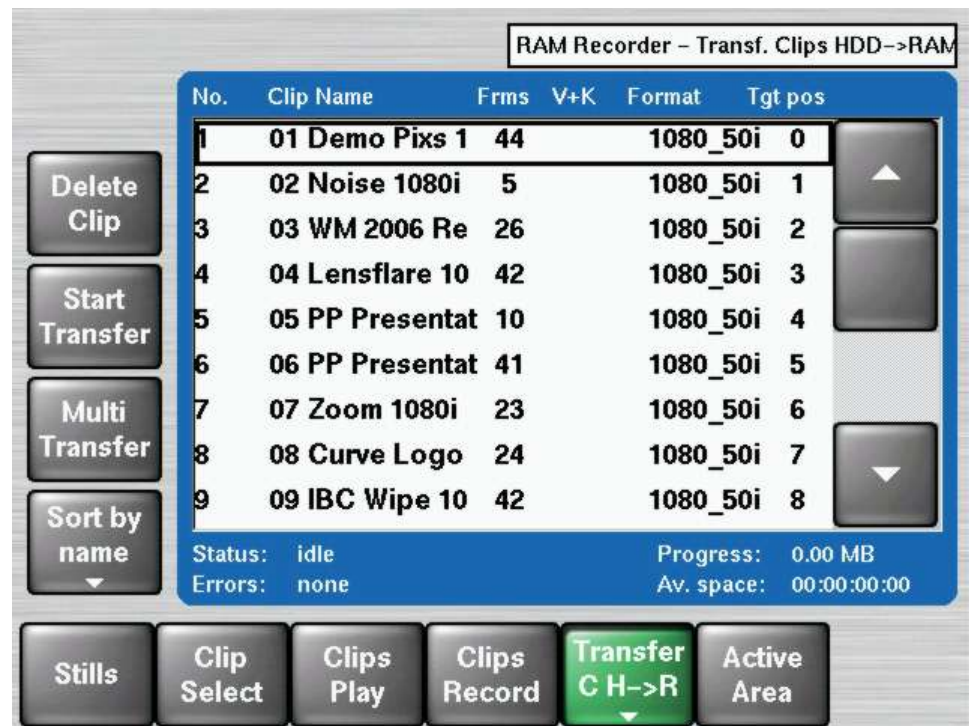 RAM Recorder – Transf. Clips HDD->RAM
No. Clip Name Frms V+K Format Tgt pos
1 01 Demo Pixs 1 44 1080_50i 0
2 02 Noise 1080i 5 1080_50i 1
3 03 WM 2006 Re 26 1080_50i 2
4 04 Lensflare 10 42 1080_50i 3
5 05 PP Presentat 10 1080_50i 4
6 06 PP Presentat 41 1080_50i 5
7 07 Zoom 1080i 23 1080_50i 6
8 08 Curve Logo 24 1080_50i 7
9 09 IBC Wipe 10 42 1080_50i 8
Status: idle Progress: 0.00 MB
Errors: none Av. space: 00:00:00:00
Delete
Clip
Start
Transfer
Multi
Transfer
Sort by
name
Stills
Clip
Select
Clips
Play
Clips
Record
Transfer
C H->R
Active
Area